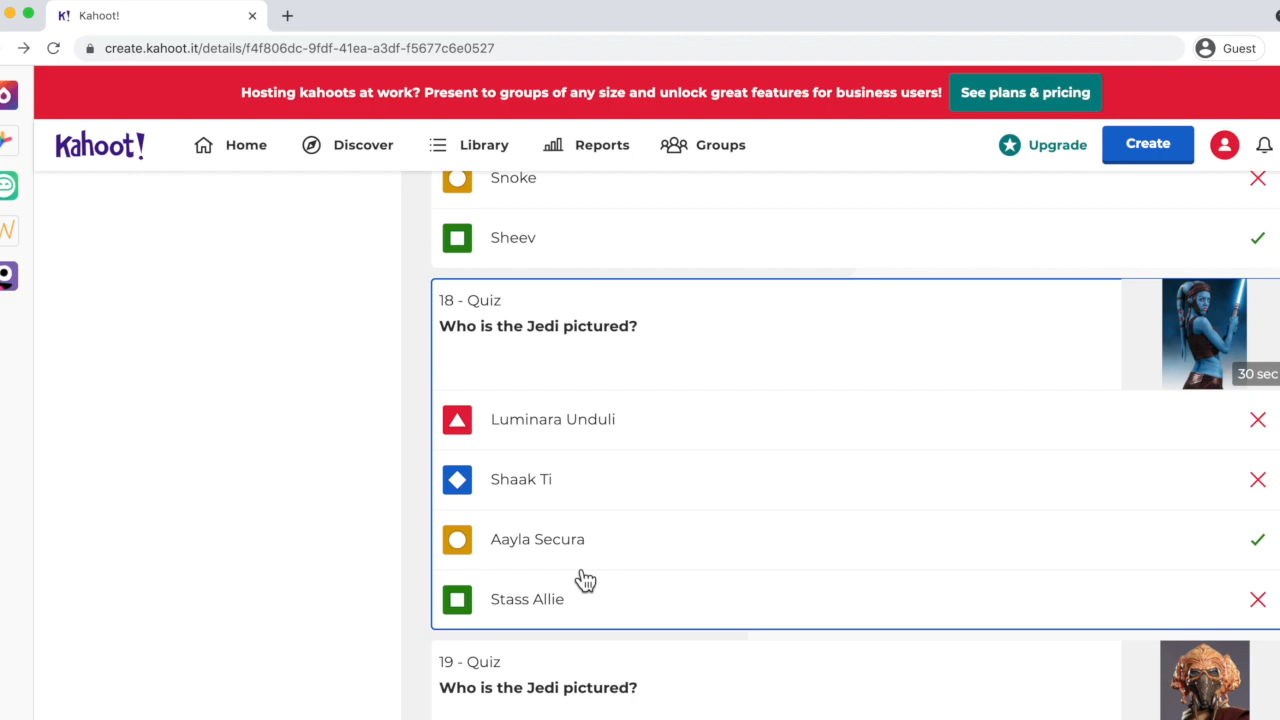 K! Kahoot!
create.kahoot.it/details/f4f806dc-9fdf-41ea-a3df-f5677c6e0527
Guest
Hosting kahoots at work? Present to groups of any size and unlock great features for business users!
See plans & pricing
Kahoot!
Home
Discover
Library
Reports
Groups
Upgrade
Create
Snoke
Sheev
18 - Quiz
Who is the Jedi pictured?
30 sec
Luminara Unduli
Shaak Ti
Aayla Secura
Stass Allie
19 - Quiz
Who is the Jedi pictured?